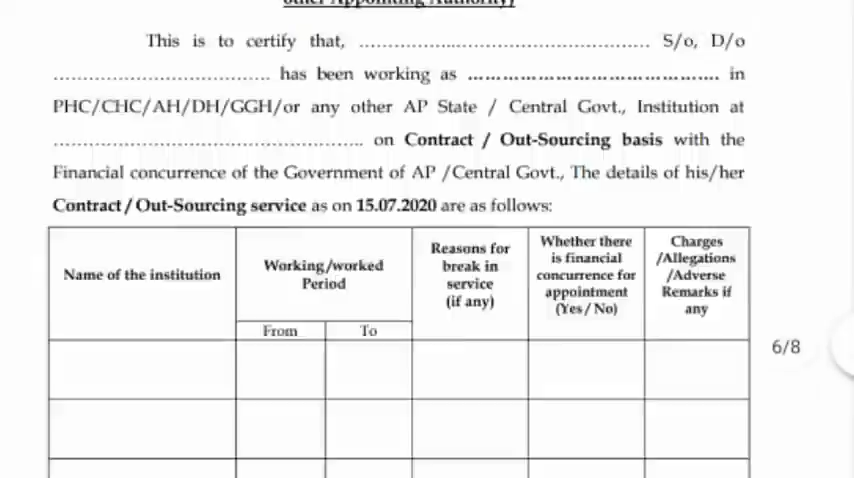 other Appointing Authority)
This is to certify that, ................................................ S/o, D/o
.................................... has been working as .......................................... in
PHC/CHC/AH/DH/GGH/or any other AP State / Central Govt., Institution at
.................................................... on Contract / Out-Sourcing basis with the
Financial concurrence of the Government of AP /Central Govt., The details of his/her
Contract / Out-Sourcing service as on 15.07.2020 are as follows:
Name of the institution
Working/worked
Period
From To
Reasons for
break in
service
(if any)
Whether there
is financial
concurrence for
appointment
(Yes / No)
Charges
/Allegations
/Adverse
Remarks if
any
6/8